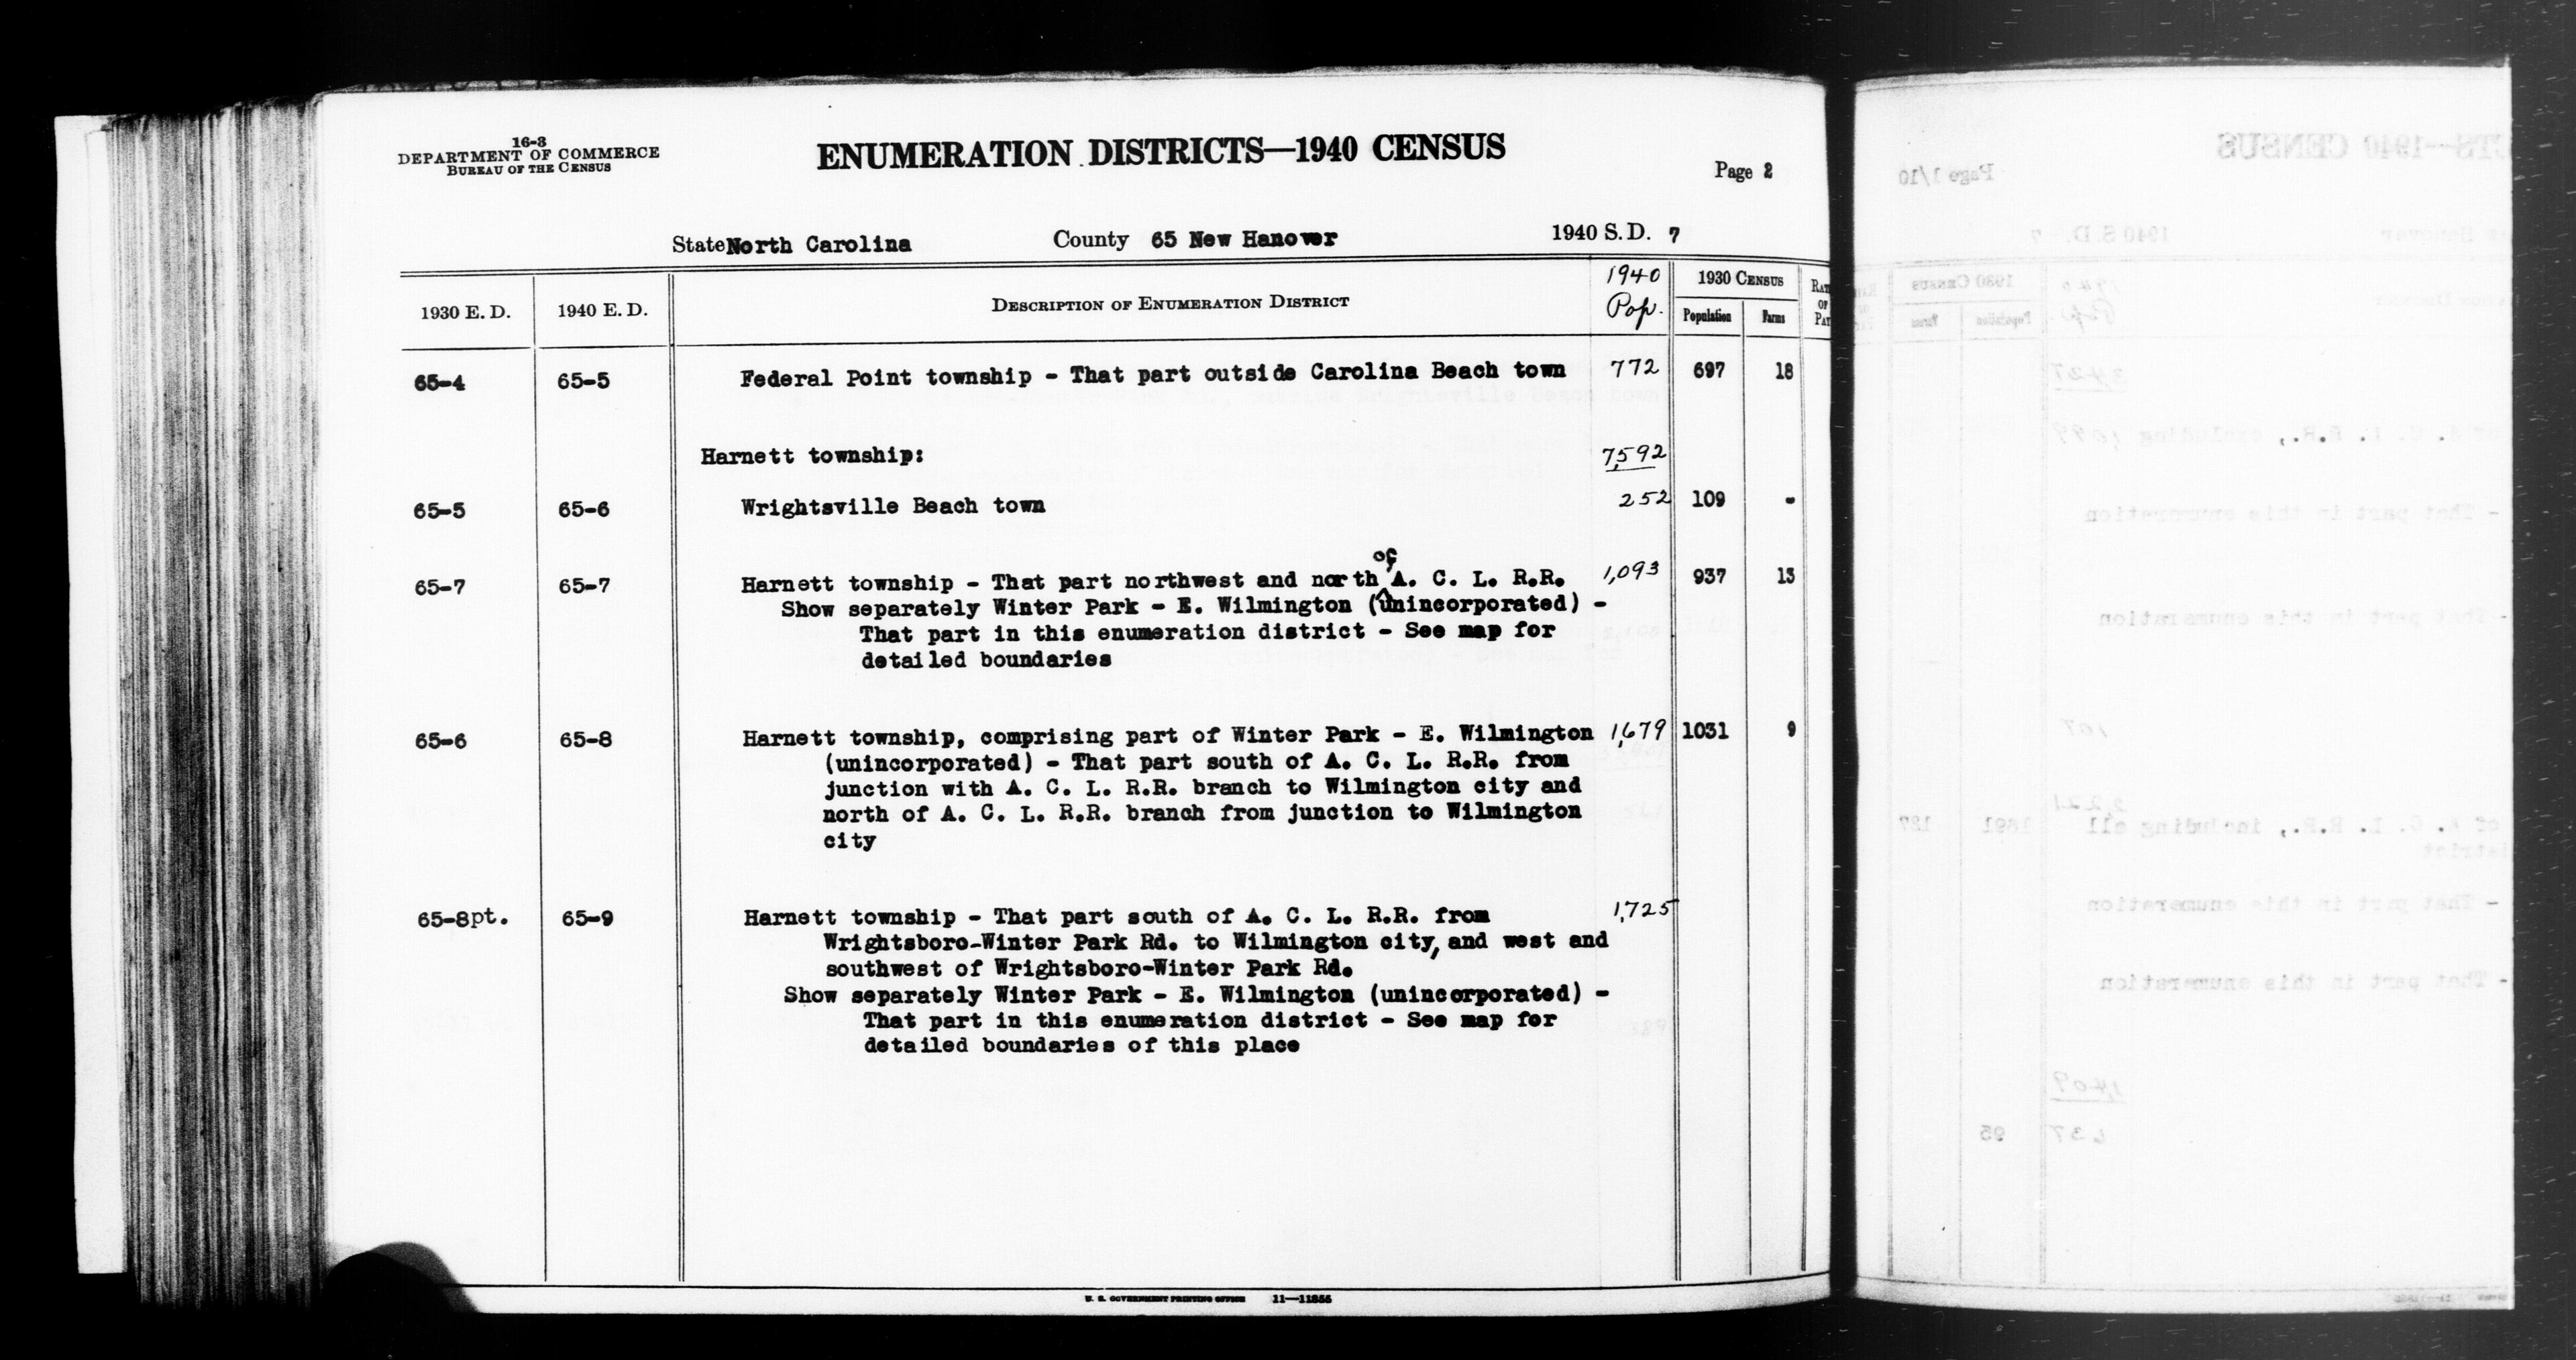 16-3
DEPARTMENT OF COMMERCE
BUREAU OF THE CENSUS
ENUMERATION DISTRICTS—1940 CENSUS
Page 2
State North Carolina County 65 New Hanover 1940 S.D. 7
1930 E. D. 1940 E. D. DESCRIPTION OF ENUMERATION DISTRICT 1940 Pop. 1930 CENSUS
Population Farms
65-4 65-5 Federal Point township - That part outside Carolina Beach town 772 697 18
Harnett township: 7,592
65-5 65-6 Wrightsville Beach town 252 109 -
65-7 65-7 Harnett township - That part northwest and north of A. C. L. R.R. 1,093 937 13
Show separately Winter Park - E. Wilmington (unincorporated) -
That part in this enumeration district - See map for
detailed boundaries
65-6 65-8 Harnett township, comprising part of Winter Park - E. Wilmington 1,679 1031 9
(unincorporated) - That part south of A. C. L. R.R. from
junction with A. C. L. R.R. branch to Wilmington city and
north of A. C. L. R.R. branch from junction to Wilmington
city
65-8pt. 65-9 Harnett township - That part south of A. C. L. R.R. from 1,725
Wrightsboro-Winter Park Rd. to Wilmington city, and west and
southwest of Wrightsboro-Winter Park Rd.
Show separately Winter Park - E. Wilmington (unincorporated) -
That part in this enumeration district - See map for
detailed boundaries of this place
U. S. GOVERNMENT PRINTING OFFICE 11—11855